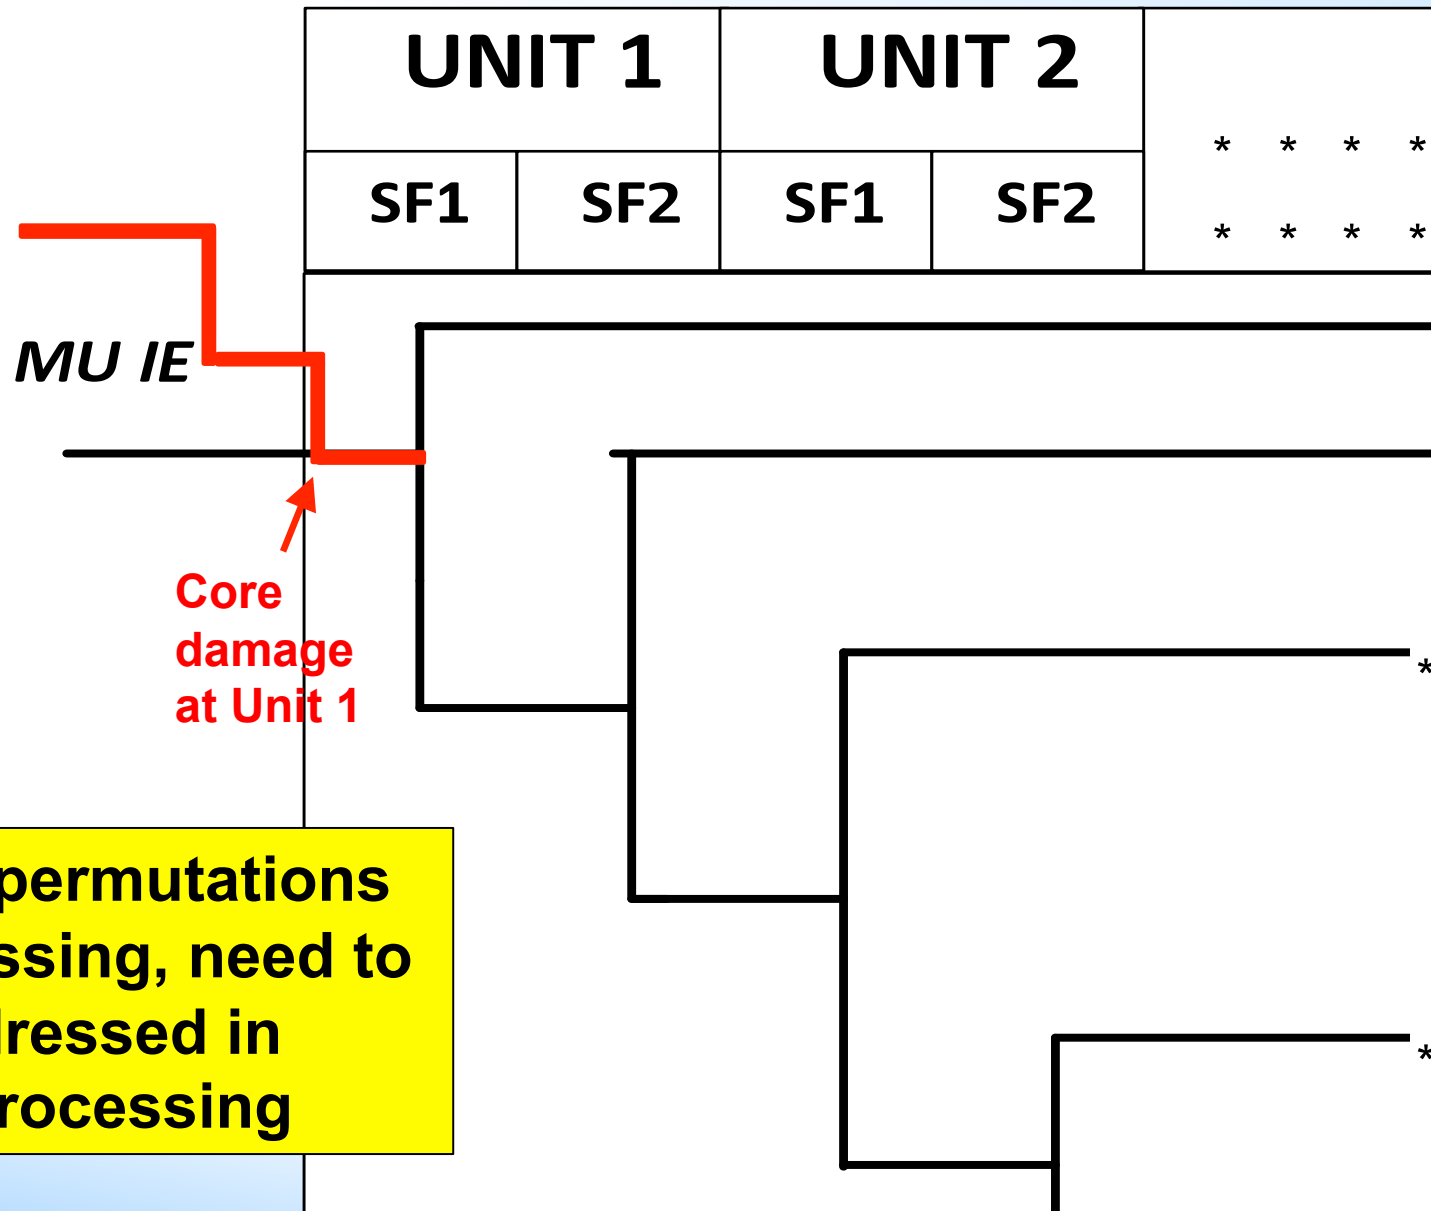 UNIT 1 UNIT 2
* * * *
SF1 SF2 SF1 SF2
* * * *
MU IE
Core
damage
at Unit 1
*
permutations
ssing, need to
ressed in
rocessing
*